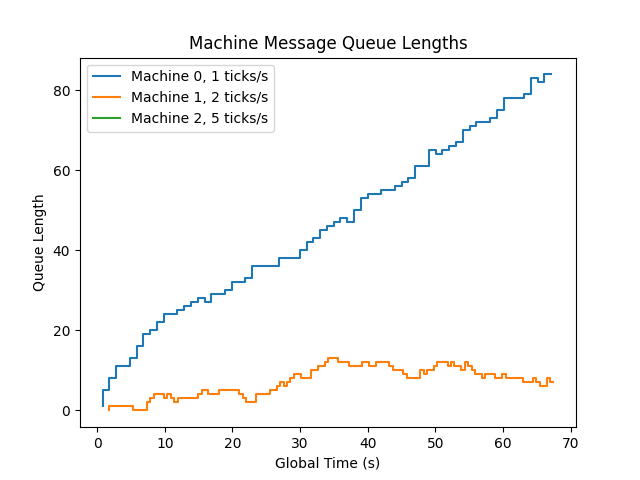 Machine Message Queue Lengths
Machine 0, 1 ticks/s
Machine 1, 2 ticks/s
Machine 2, 5 ticks/s
Queue Length
80
60
40
20
0
0 10 20 30 40 50 60 70
Global Time (s)